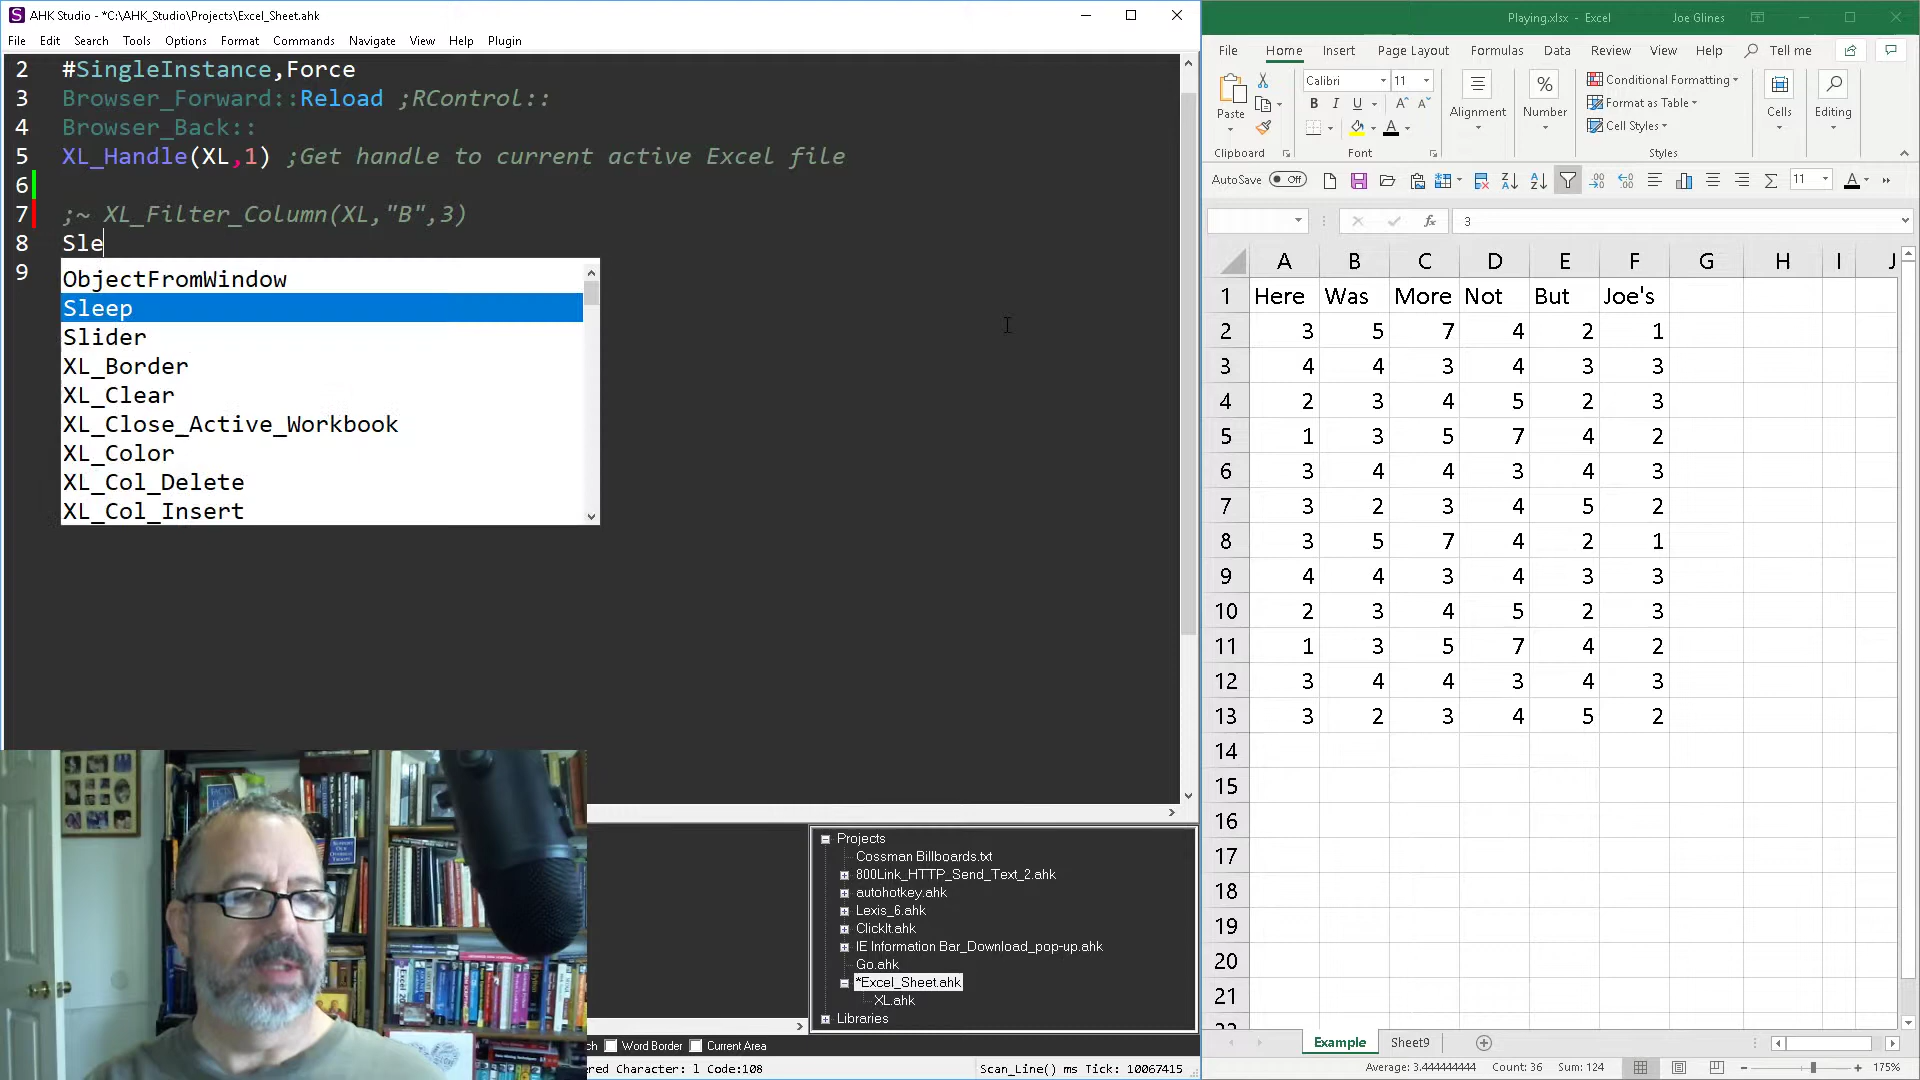 AHK Studio - *C:\AHK_Studio\Projects\Excel_Sheet.ahk
File Edit Search Tools Options Format Commands Navigate View Help Plugin
2 #SingleInstance,Force
3 Browser_Forward::Reload ;RControl::
4 Browser_Back::
5 XL_Handle(XL,1) ;Get handle to current active Excel file
6
7 ;~ XL_Filter_Column(XL,"B",3)
8 Sle
9
ObjectFromWindow
Sleep
Slider
XL_Border
XL_Clear
XL_Close_Active_Workbook
XL_Color
XL_Col_Delete
XL_Col_Insert
Projects
Cossman Billboards.txt
800Link_HTTP_Send_Text_2.ahk
autohotkey.ahk
Lexis_6.ahk
ClickIt.ahk
IE Information Bar_Download_pop-up.ahk
Go.ahk
*Excel_Sheet.ahk
XL.ahk
Libraries
Word Border Current Area
ered Character: l Code:108 Scan_Line() ms Tick: 10067415
Playing.xlsx - Excel Joe Glines
File Home Insert Page Layout Formulas Data Review View Help Tell me
Paste
Clipboard
Calibri 11
B I U
Font
Alignment
%
Number
Conditional Formatting
Format as Table
Cell Styles
Styles
Cells
Editing
AutoSave Off 11
fx 3
A B C D E F G H I J
1 Here Was More Not But Joe's
2 3 5 7 4 2 1
3 4 4 3 4 3 3
4 2 3 4 5 2 3
5 1 3 5 7 4 2
6 3 4 4 3 4 3
7 3 2 3 4 5 2
8 3 5 7 4 2 1
9 4 4 3 4 3 3
10 2 3 4 5 2 3
11 1 3 5 7 4 2
12 3 4 4 3 4 3
13 3 2 3 4 5 2
14
15
16
17
18
19
20
21
Example Sheet9
Average: 3.444444444 Count: 36 Sum: 124 175%